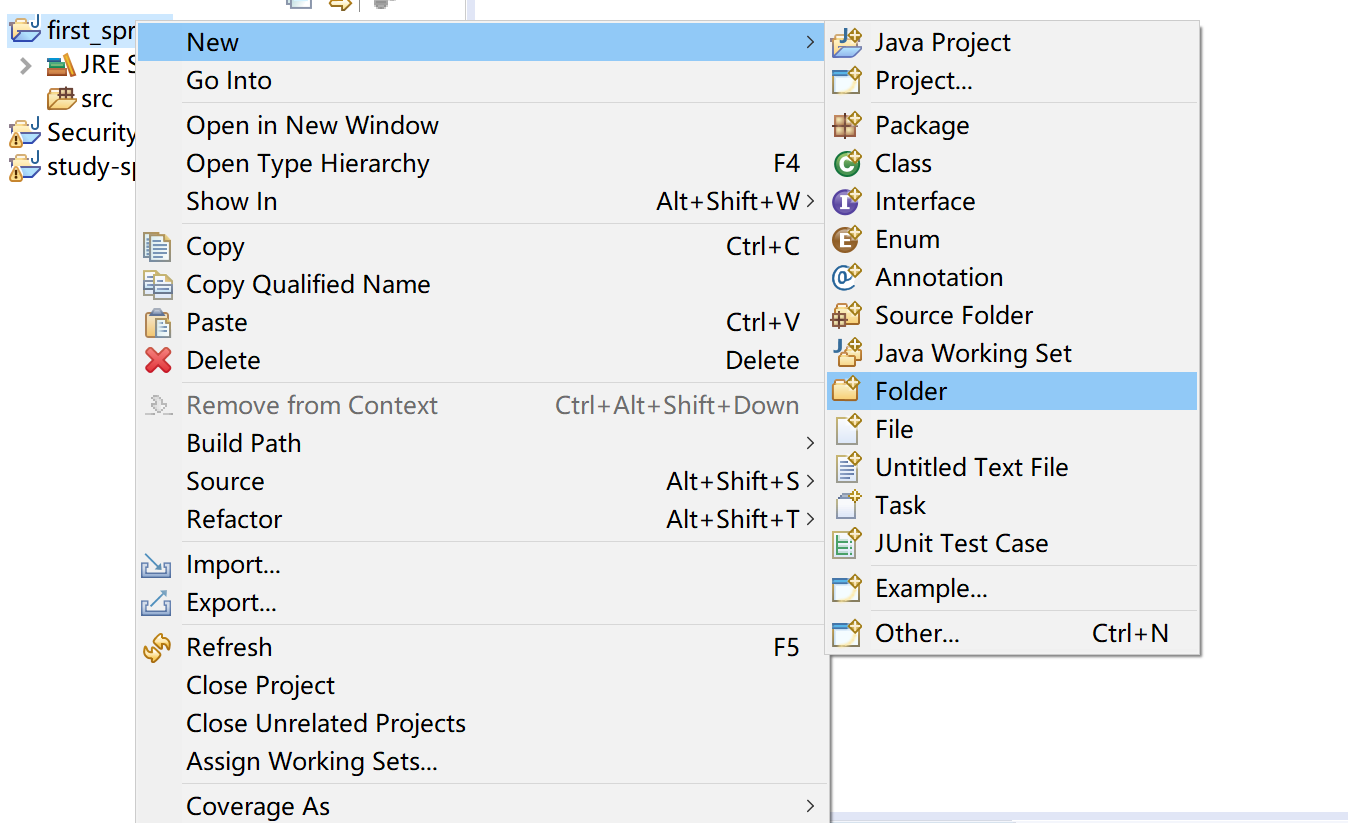 first_spr
JRE S
src
Security
study-sp
New
Go Into
Open in New Window
Open Type Hierarchy F4
Show In Alt+Shift+W
Copy Ctrl+C
Copy Qualified Name
Paste Ctrl+V
Delete Delete
Remove from Context Ctrl+Alt+Shift+Down
Build Path
Source Alt+Shift+S
Refactor Alt+Shift+T
Import...
Export...
Refresh F5
Close Project
Close Unrelated Projects
Assign Working Sets...
Coverage As
Java Project
Project...
Package
Class
Interface
Enum
Annotation
Source Folder
Java Working Set
Folder
File
Untitled Text File
Task
JUnit Test Case
Example...
Other... Ctrl+N